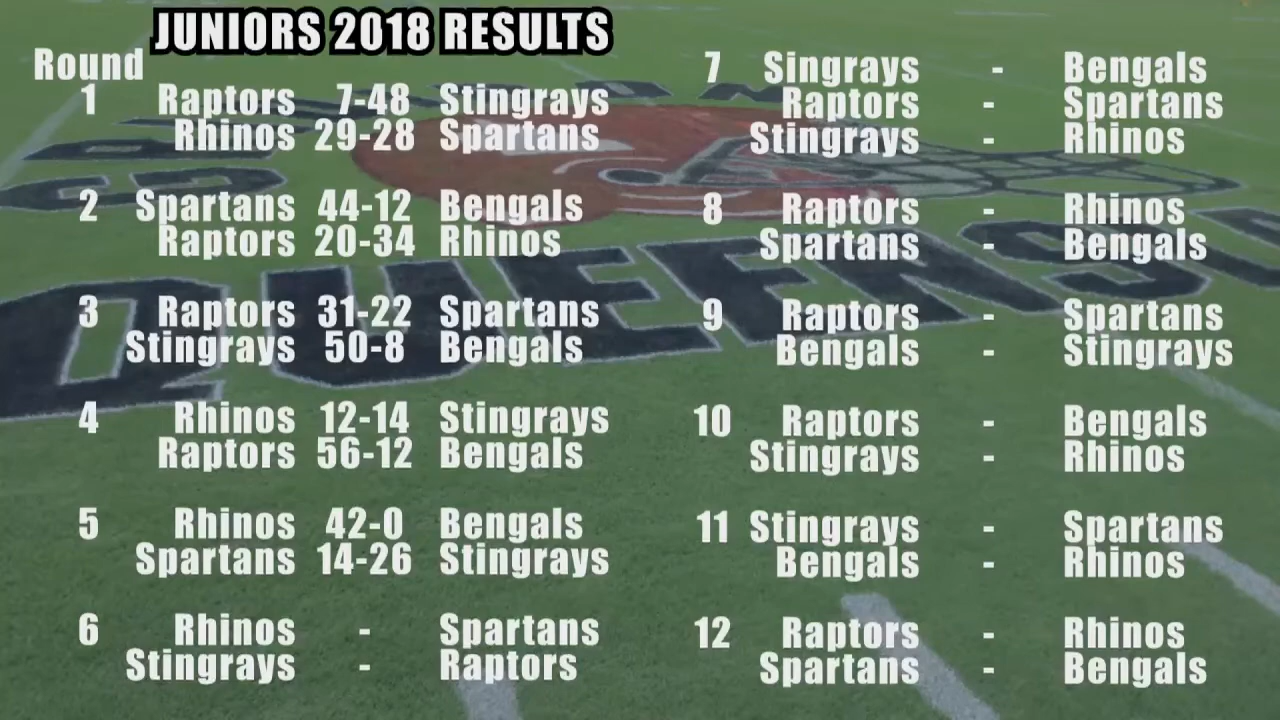 JUNIORS 2018 RESULTS
Round
1 Raptors 7-48 Stingrays
Rhinos 29-28 Spartans
2 Spartans 44-12 Bengals
Raptors 20-34 Rhinos
3 Raptors 31-22 Spartans
Stingrays 50-8 Bengals
4 Rhinos 12-14 Stingrays
Raptors 56-12 Bengals
5 Rhinos 42-0 Bengals
Spartans 14-26 Stingrays
6 Rhinos - Spartans
Stingrays - Raptors
7 Singrays - Bengals
Raptors - Spartans
Stingrays - Rhinos
8 Raptors - Rhinos
Spartans - Bengals
9 Raptors - Spartans
Bengals - Stingrays
10 Raptors - Bengals
Stingrays - Rhinos
11 Stingrays - Spartans
Bengals - Rhinos
12 Raptors - Rhinos
Spartans - Bengals